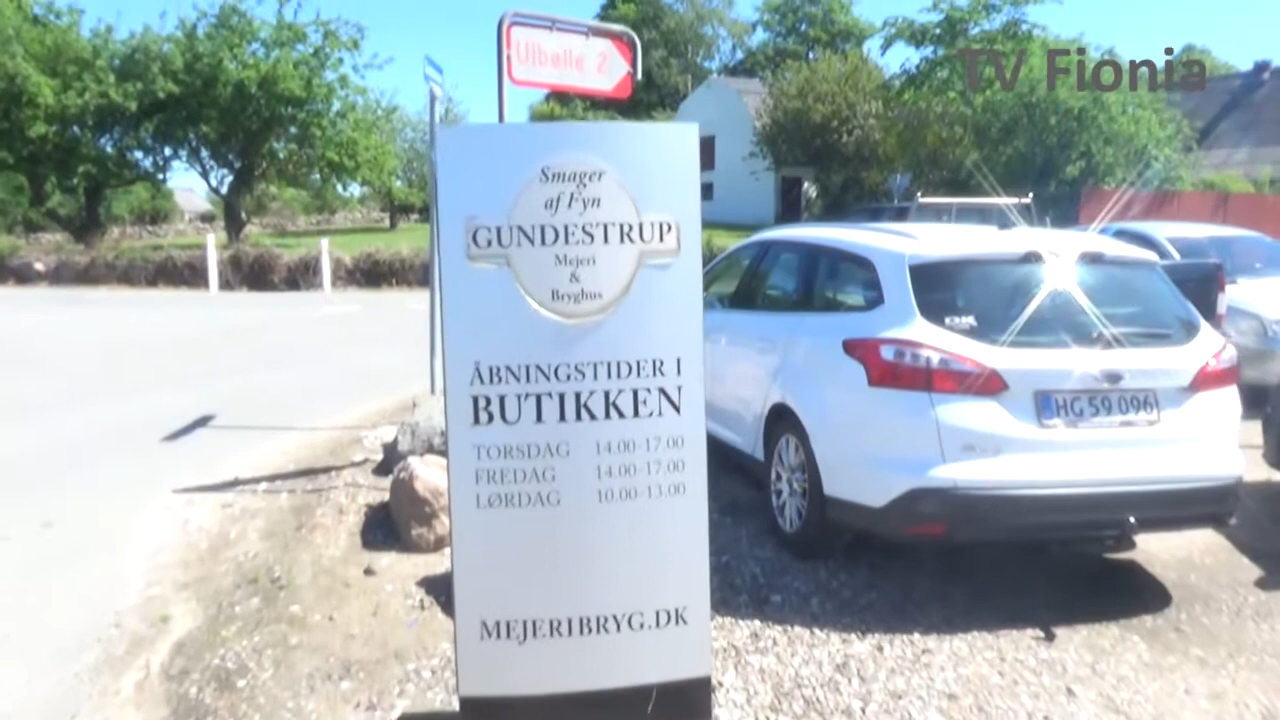 TV Fionia
Ulbølle 2
Smager
af Fyn
GUNDESTRUP
Mejeri
&
Bryghus
ÅBNINGSTIDER I
BUTIKKEN
TORSDAG 14.00-17.00
FREDAG 14.00-17.00
LØRDAG 10.00-13.00
MEJERIBRYG.DK
DK
HG 59 096